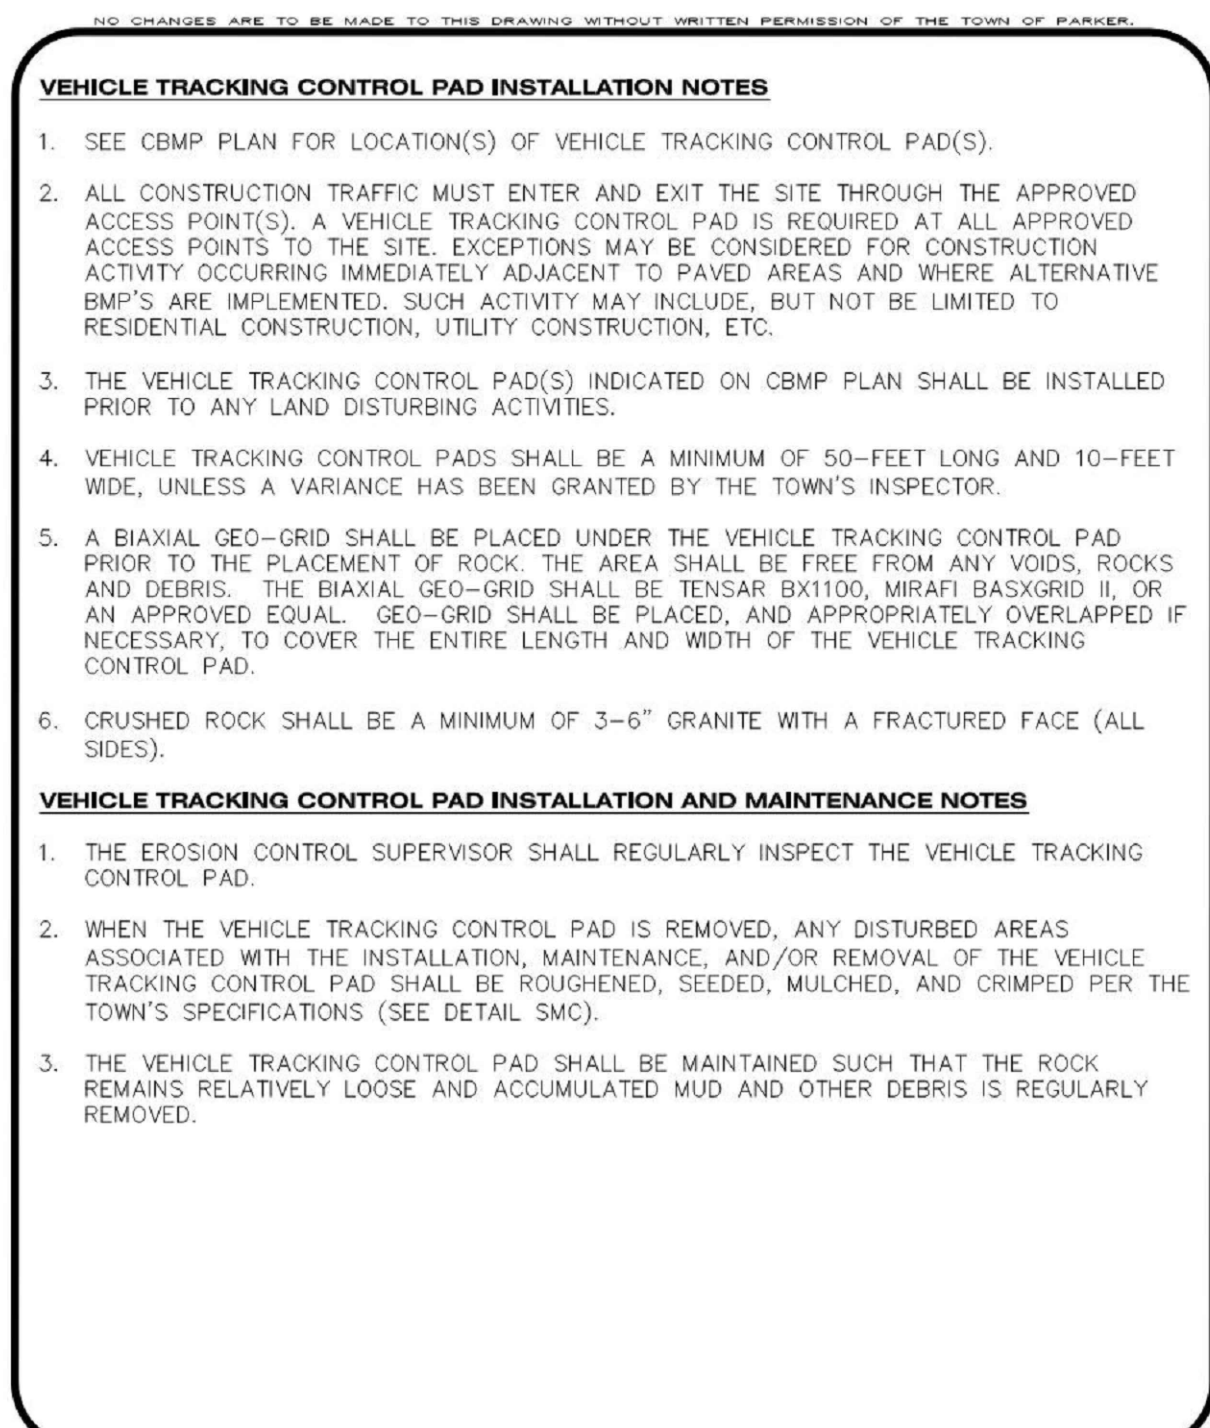 NO CHANGES ARE TO BE MADE TO THIS DRAWING WITHOUT WRITTEN PERMISSION OF THE TOWN OF PARKER.
VEHICLE TRACKING CONTROL PAD INSTALLATION NOTES
1. SEE CBMP PLAN FOR LOCATION(S) OF VEHICLE TRACKING CONTROL PAD(S).
2. ALL CONSTRUCTION TRAFFIC MUST ENTER AND EXIT THE SITE THROUGH THE APPROVED
ACCESS POINT(S). A VEHICLE TRACKING CONTROL PAD IS REQUIRED AT ALL APPROVED
ACCESS POINTS TO THE SITE. EXCEPTIONS MAY BE CONSIDERED FOR CONSTRUCTION
ACTIVITY OCCURRING IMMEDIATELY ADJACENT TO PAVED AREAS AND WHERE ALTERNATIVE
BMP'S ARE IMPLEMENTED. SUCH ACTIVITY MAY INCLUDE, BUT NOT BE LIMITED TO
RESIDENTIAL CONSTRUCTION, UTILITY CONSTRUCTION, ETC.
3. THE VEHICLE TRACKING CONTROL PAD(S) INDICATED ON CBMP PLAN SHALL BE INSTALLED
PRIOR TO ANY LAND DISTURBING ACTIVITIES.
4. VEHICLE TRACKING CONTROL PADS SHALL BE A MINIMUM OF 50-FEET LONG AND 10-FEET
WIDE, UNLESS A VARIANCE HAS BEEN GRANTED BY THE TOWN'S INSPECTOR.
5. A BIAXIAL GEO-GRID SHALL BE PLACED UNDER THE VEHICLE TRACKING CONTROL PAD
PRIOR TO THE PLACEMENT OF ROCK. THE AREA SHALL BE FREE FROM ANY VOIDS, ROCKS
AND DEBRIS. THE BIAXIAL GEO-GRID SHALL BE TENSAR BX1100, MIRAFI BASXGRID II, OR
AN APPROVED EQUAL. GEO-GRID SHALL BE PLACED, AND APPROPRIATELY OVERLAPPED IF
NECESSARY, TO COVER THE ENTIRE LENGTH AND WIDTH OF THE VEHICLE TRACKING
CONTROL PAD.
6. CRUSHED ROCK SHALL BE A MINIMUM OF 3-6" GRANITE WITH A FRACTURED FACE (ALL
SIDES).
VEHICLE TRACKING CONTROL PAD INSTALLATION AND MAINTENANCE NOTES
1. THE EROSION CONTROL SUPERVISOR SHALL REGULARLY INSPECT THE VEHICLE TRACKING
CONTROL PAD.
2. WHEN THE VEHICLE TRACKING CONTROL PAD IS REMOVED, ANY DISTURBED AREAS
ASSOCIATED WITH THE INSTALLATION, MAINTENANCE, AND/OR REMOVAL OF THE VEHICLE
TRACKING CONTROL PAD SHALL BE ROUGHENED, SEEDED, MULCHED, AND CRIMPED PER THE
TOWN'S SPECIFICATIONS (SEE DETAIL SMC).
3. THE VEHICLE TRACKING CONTROL PAD SHALL BE MAINTAINED SUCH THAT THE ROCK
REMAINS RELATIVELY LOOSE AND ACCUMULATED MUD AND OTHER DEBRIS IS REGULARLY
REMOVED.